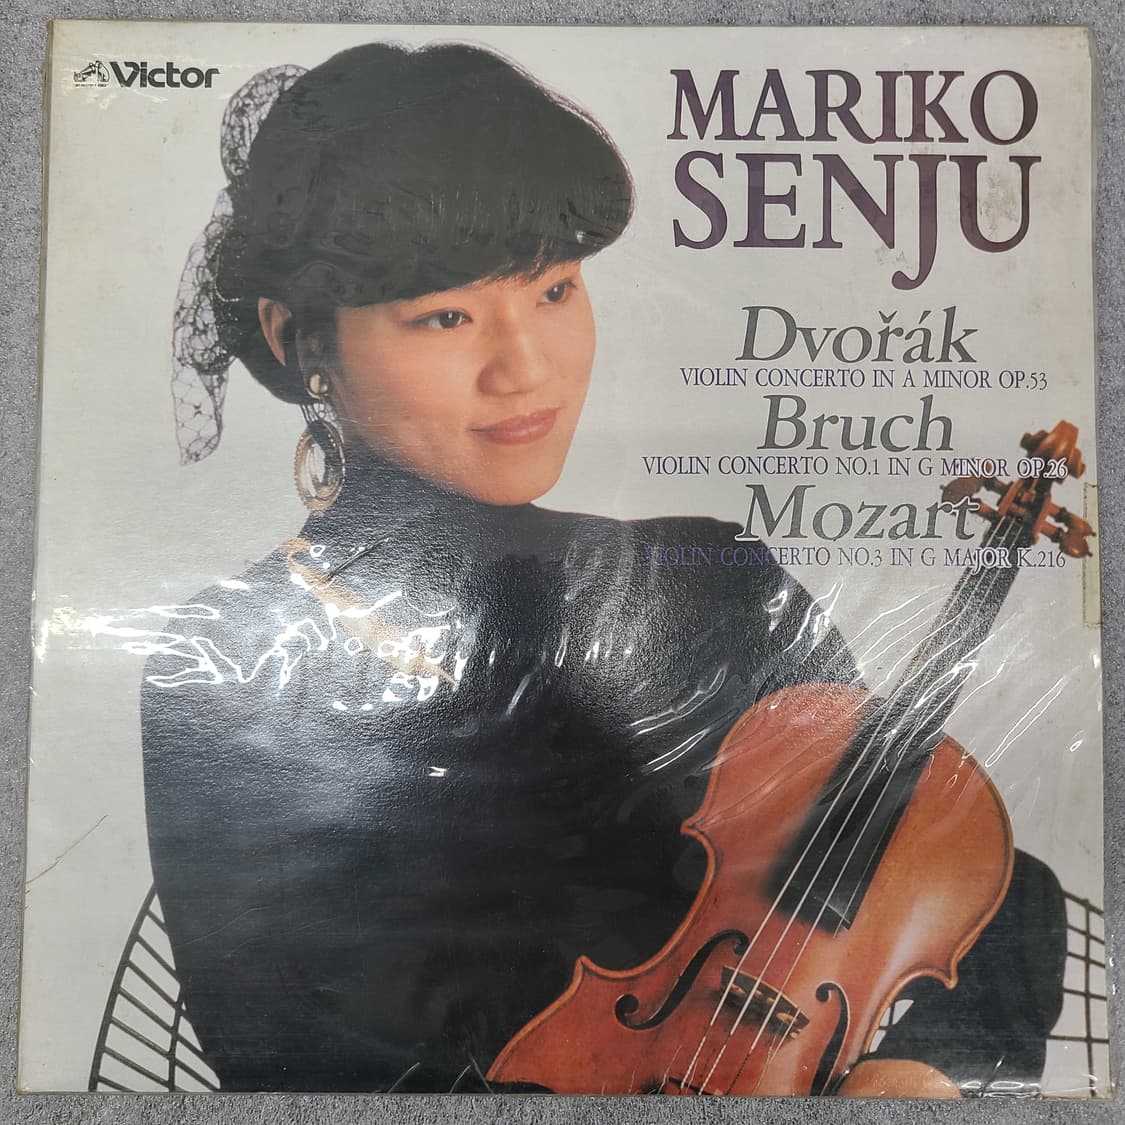 Victor
MARIKO
SENJU
Dvořák
VIOLIN CONCERTO IN A MINOR OP.53
Bruch
VIOLIN CONCERTO NO.1 IN G MINOR OP.26
Mozart
VIOLIN CONCERTO NO.3 IN G MAJOR K.216